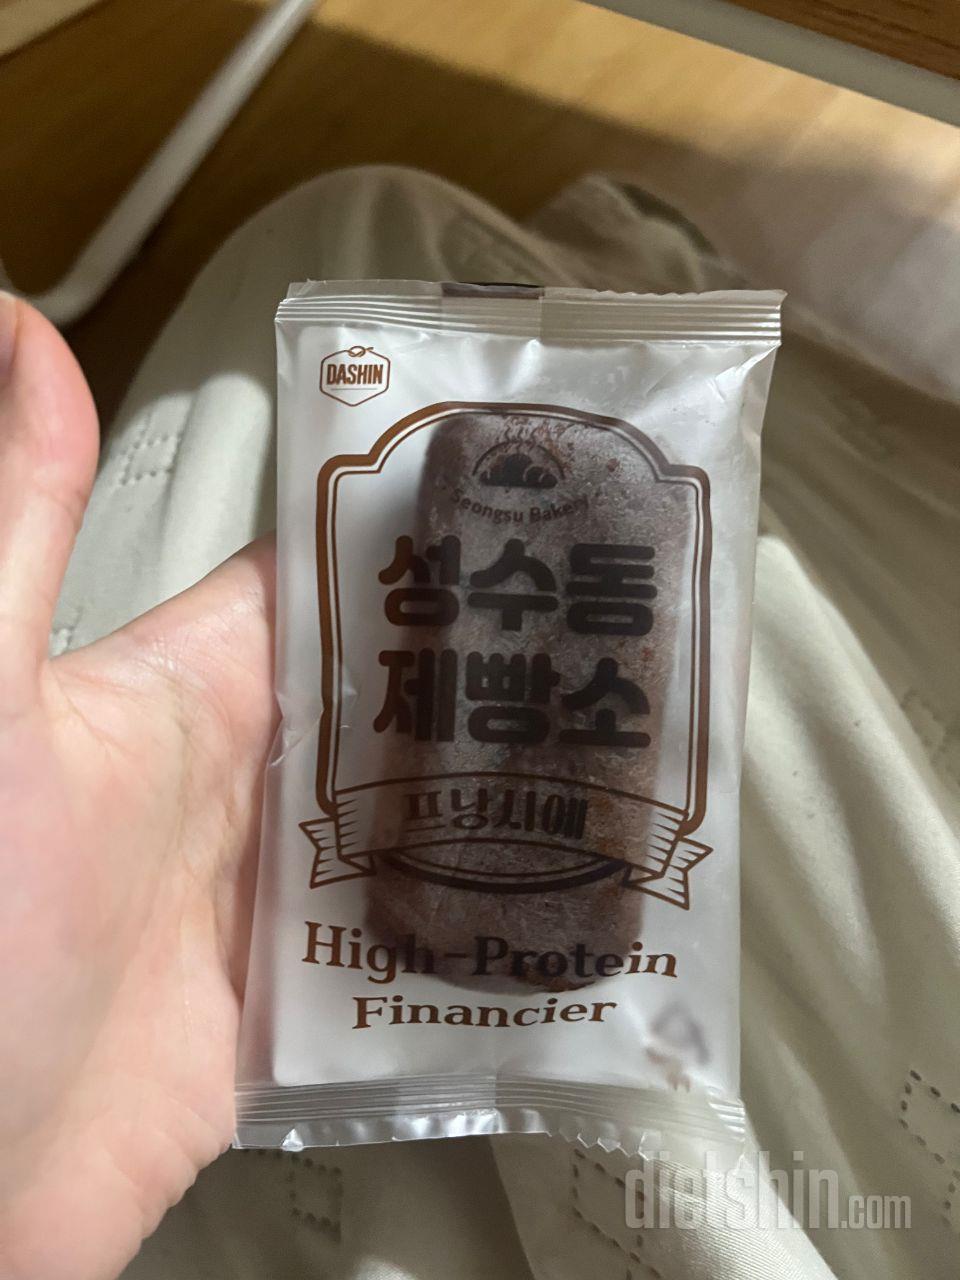 DASHIN
Seongsu Bakery
성수동
제빵소
프낭시에
High-Protein
Financier
dietshin.com